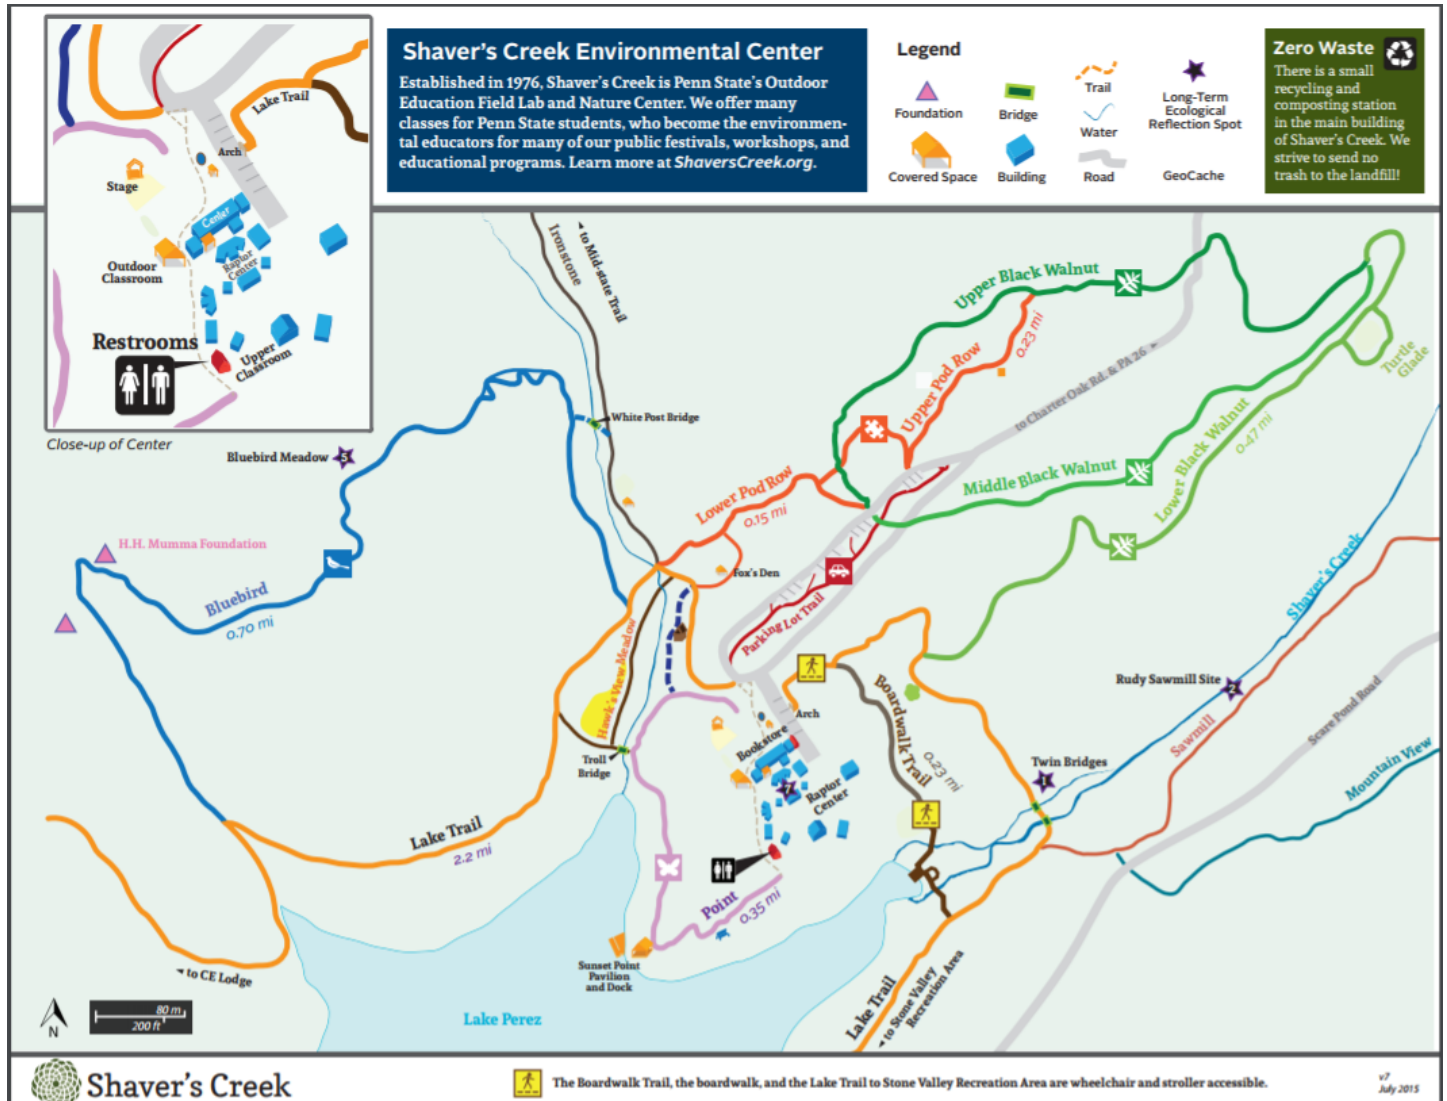 Shaver's Creek Environmental Center
Established in 1976, Shaver's Creek is Penn State's Outdoor
Education Field Lab and Nature Center. We offer many
classes for Penn State students, who become the environmen-
tal educators for many of our public festivals, workshops, and
educational programs. Learn more at ShaversCreek.org.
Legend
Foundation
Bridge
Trail
Water
Long-Term
Ecological
Reflection Spot
Covered Space
Building
Road
GeoCache
Zero Waste
There is a small
recycling and
composting station
in the main building
of Shaver's Creek. We
strive to send no
trash to the landfill!
Lake Trail
Arch
Stage
Center
Outdoor
Classroom
Raptor
Center
Restrooms
Upper
Classroom
Close-up of Center
Ironstone
to Mid-state Trail
Upper Black Walnut
Upper Pod Row
0.23 mi
to Charter Oak Rd. & PA 26
Turtle
Glade
White Post Bridge
Bluebird Meadow
5
Lower Pod Row
0.15 mi
Middle Black Walnut
Lower Black Walnut
0.47 mi
H.H. Mumma Foundation
Bluebird
0.70 mi
Fox's Den
Parking Lot Trail
Shaver's Creek
Hawk's View Meadow
Boardwalk Trail
0.23 mi
Rudy Sawmill Site
2
Sawmill
Scare Pond Road
Mountain View
Arch
Bookstore
Troll
Bridge
7
Raptor
Center
Twin Bridges
1
Lake Trail
2.2 mi
Point
0.35 mi
to CE Lodge
Sunset Point
Pavilion
and Dock
Lake Perez
Lake Trail
to Stone Valley
Recreation Area
N
80 m
200 ft
Shaver's Creek
The Boardwalk Trail, the boardwalk, and the Lake Trail to Stone Valley Recreation Area are wheelchair and stroller accessible.
v7
July 2015